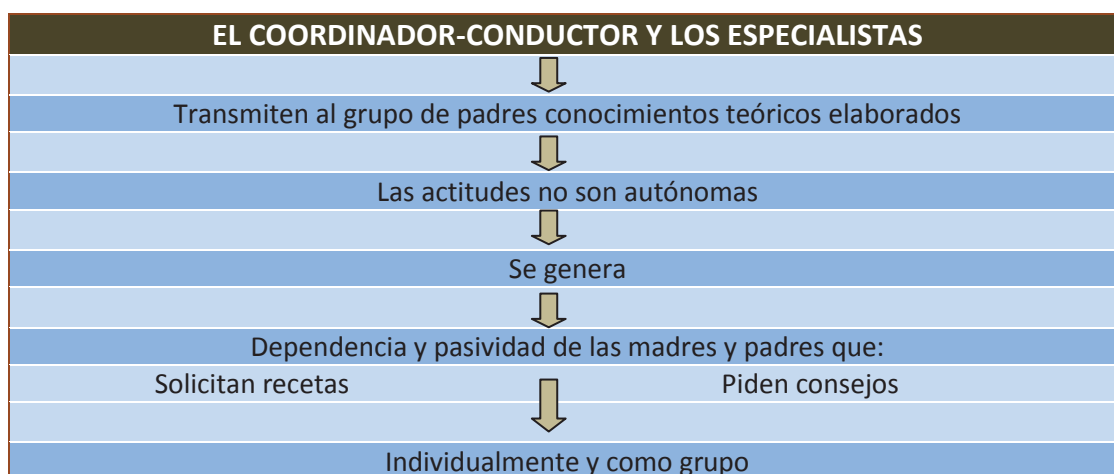 EL COORDINADOR-CONDUCTOR Y LOS ESPECIALISTAS
Transmiten al grupo de padres conocimientos teóricos elaborados
Las actitudes no son autónomas
Se genera
Dependencia y pasividad de las madres y padres que:
Solicitan recetas Piden consejos
Individualmente y como grupo